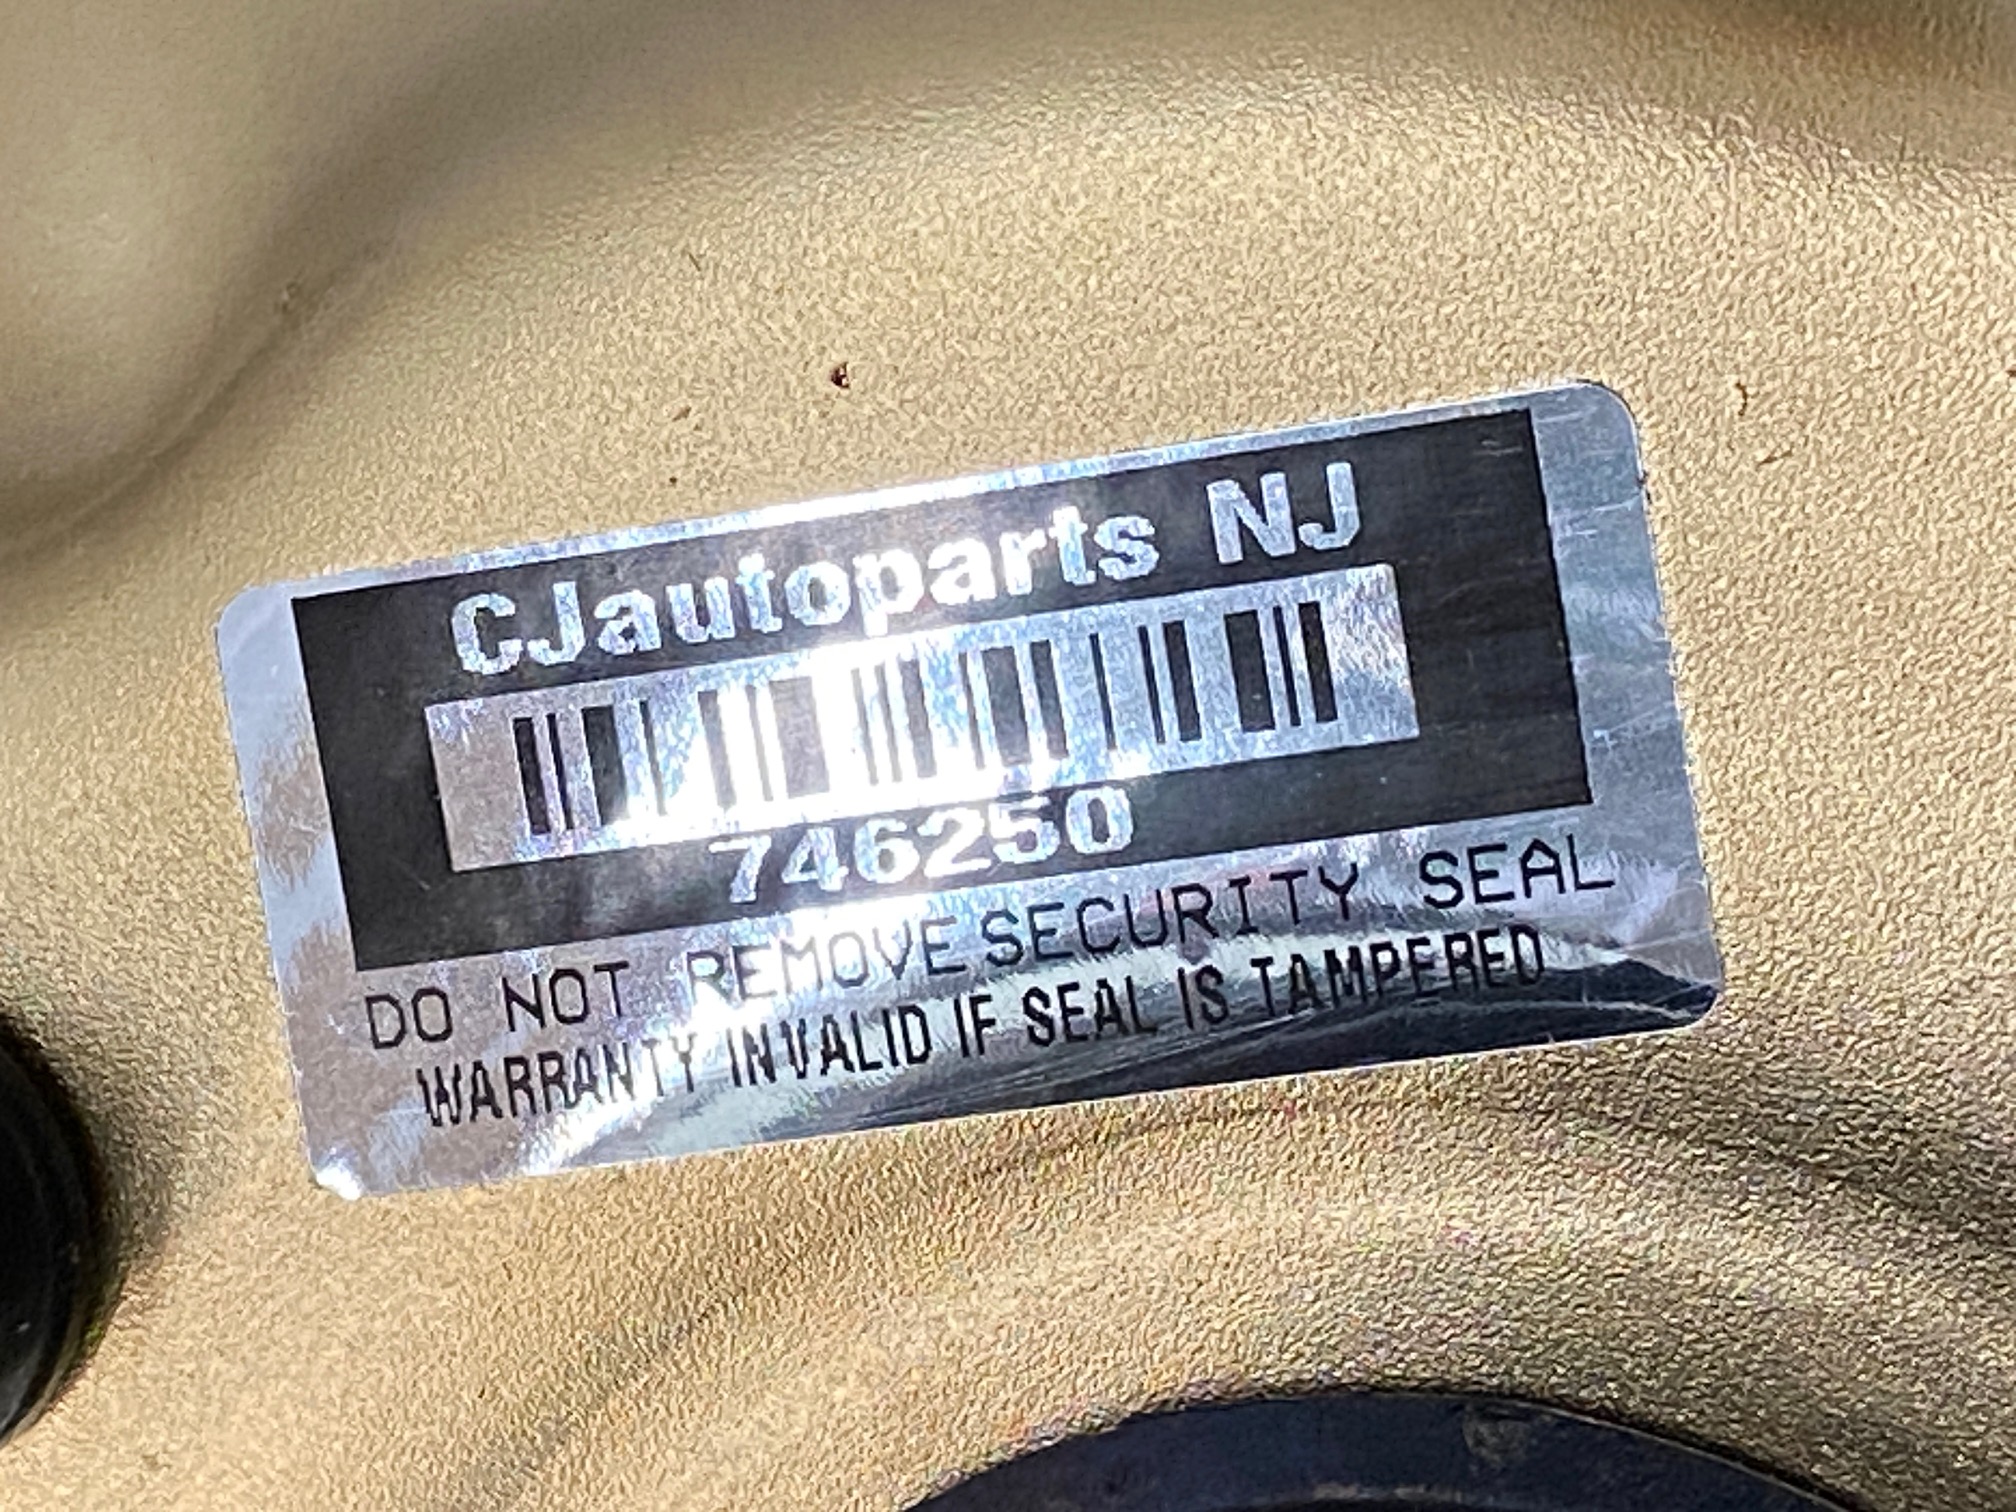 CJautoparts NJ
746250
DO NOT REMOVE SECURITY SEAL
WARRANTY INVALID IF SEAL IS TAMPERED